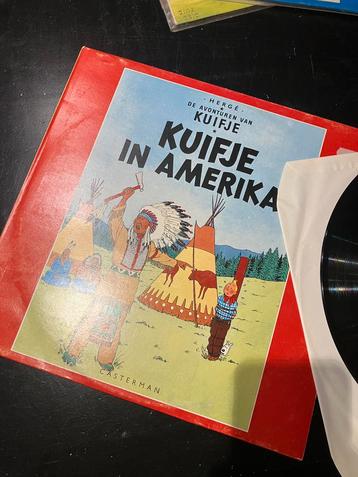 HERGÉ
DE AVONTUREN VAN
KUIFJE
KUIFJE
IN AMERIKA
CASTERMAN